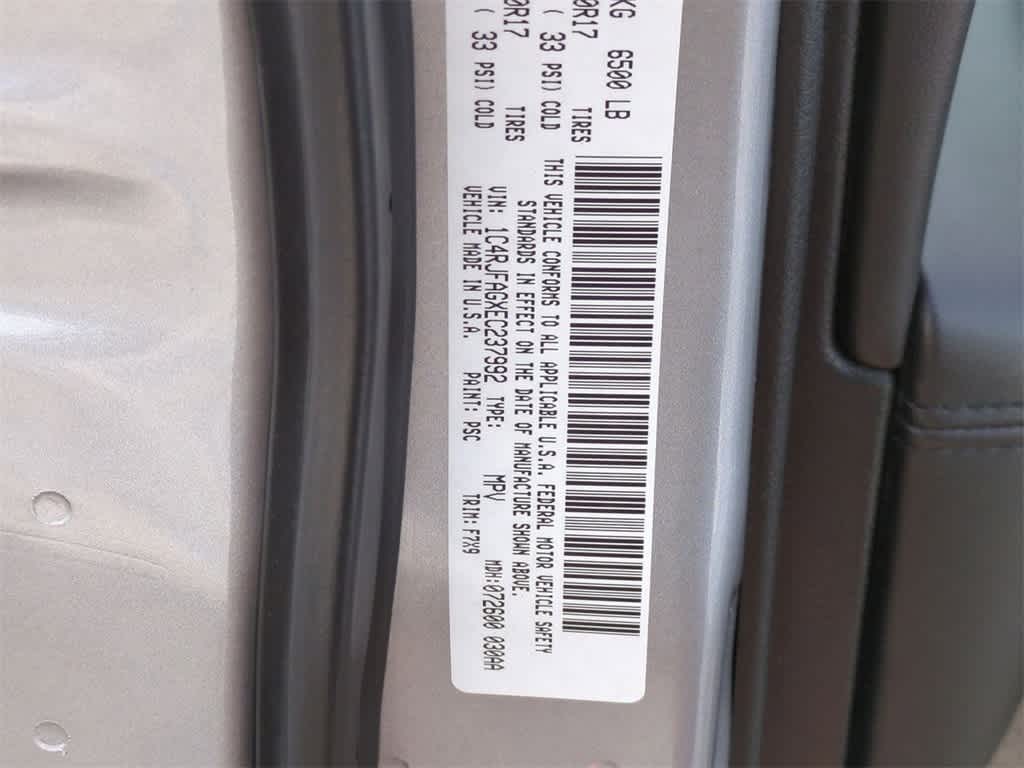 KG 6500 LB
0R17 TIRES
( 33 PSI) COLD
0R17 TIRES
( 33 PSI) COLD
THIS VEHICLE CONFORMS TO ALL APPLICABLE U.S.A. FEDERAL MOTOR VEHICLE SAFETY
STANDARDS IN EFFECT ON THE DATE OF MANUFACTURE SHOWN ABOVE.
VIN: 1C4RJFAGXEC237992 TYPE: MPV MDH:072600 030AA
VEHICLE MADE IN U.S.A. PAINT: PSC TRIM:F7X9